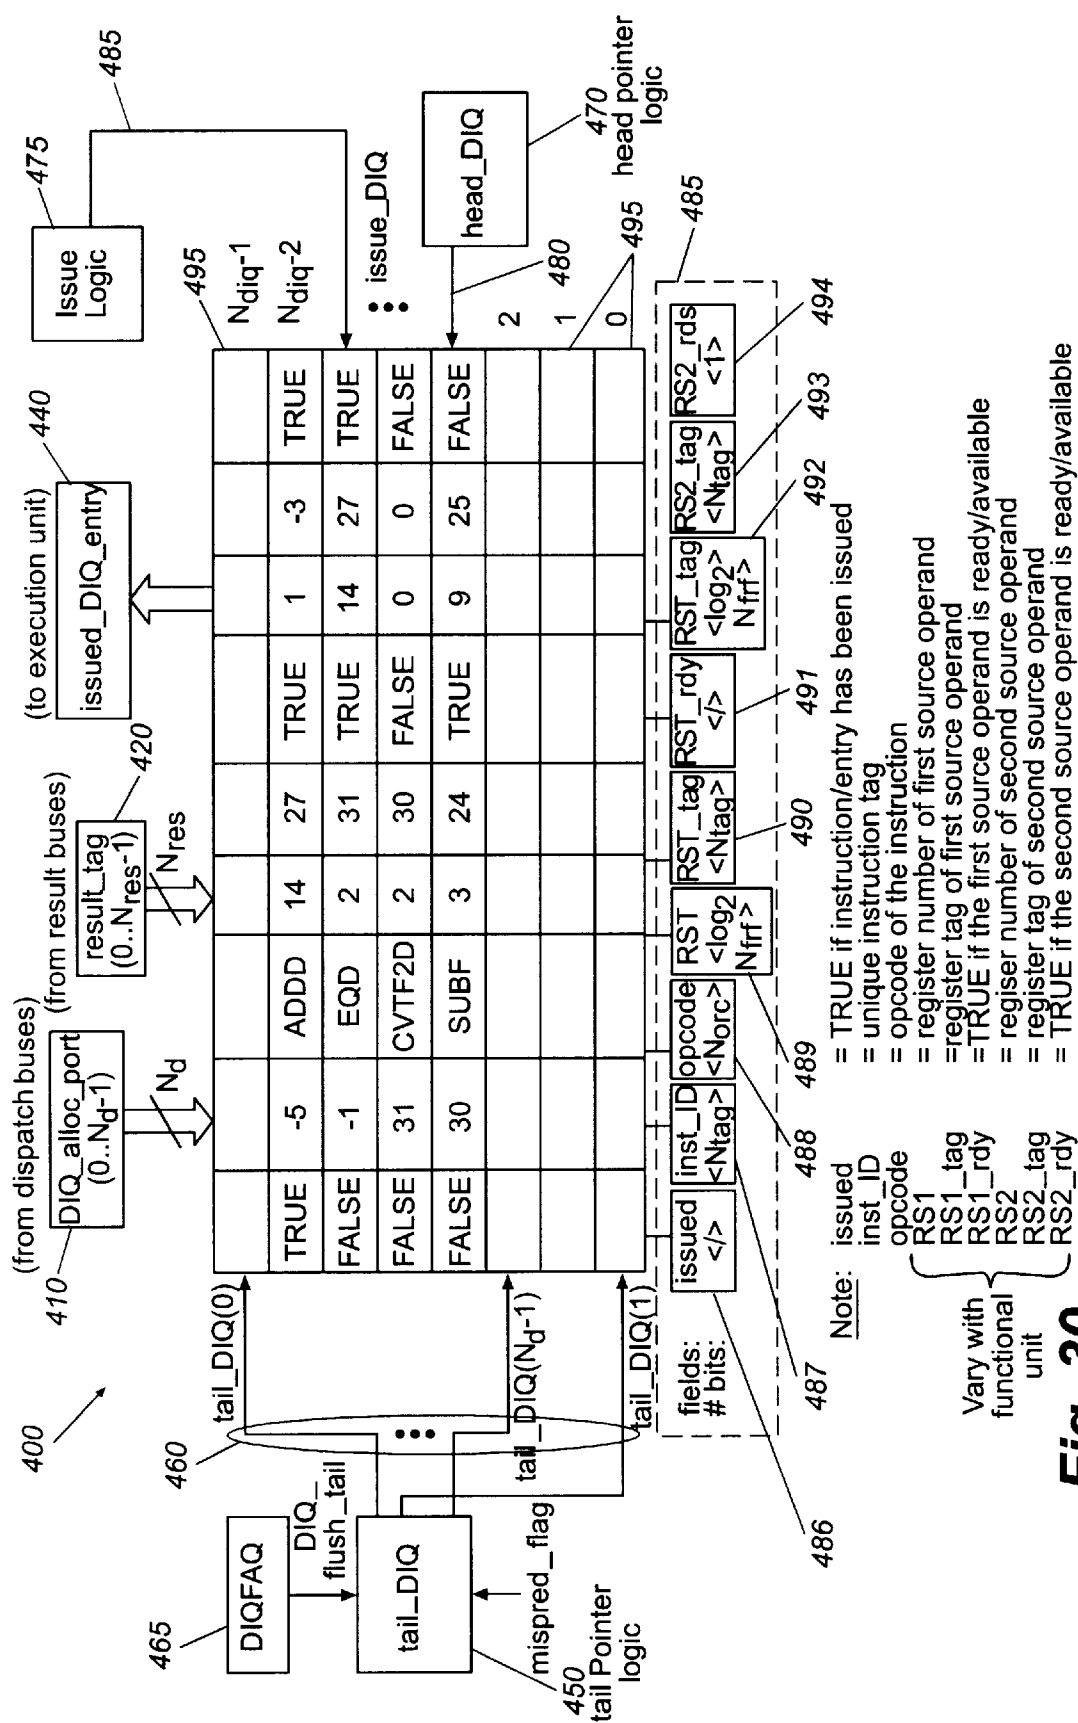 400
(from dispatch buses)
410
DIQ_alloc_port
(0..Nd-1)
Nd
(from result buses)
result_tag
(0..Nres-1)
420
Nres
(to execution unit)
issued_DIQ_entry
440
Issue
Logic
475
485
465
DIQFAQ
DIQ_
flush_tail
tail_DIQ
mispred_flag
450
tail Pointer
logic
460
tail_DIQ(0)
•••
tail_DIQ(Nd-1)
tail_DIQ(1)
TRUE -5 ADDD 14 27 TRUE 1 -3 TRUE
FALSE -1 EQD 2 31 TRUE 14 27 TRUE
FALSE 31 CVTF2D 2 30 FALSE 0 0 FALSE
FALSE 30 SUBF 3 24 TRUE 9 25 FALSE
495
Ndiq-1
Ndiq-2
••• issue_DIQ
480
head_DIQ
470
head pointer
logic
2
1
0
495
485
fields:
# bits:
issued
</>
inst_ID
<Ntag>
opcode
<Norc>
RST
<log2
Nfrf>
RST_tag
<Ntag>
RST_rdy
</>
RST_tag
<log2
Nfrf>
RS2_tag
<Ntag>
RS2_rds
<1>
486
487
488
489
490
491
492
493
494
Note: issued = TRUE if instruction/entry has been issued
inst_ID = unique instruction tag
opcode = opcode of the instruction
RS1 = register number of first source operand
RS1_tag =register tag of first source operand
RS1_rdy =TRUE if the first source operand is ready/available
RS2 = regiser number of second source operand
RS2_tag = register tag of second source operand
RS2_rdy = TRUE if the second source operand is ready/available
Vary with
functional
unit